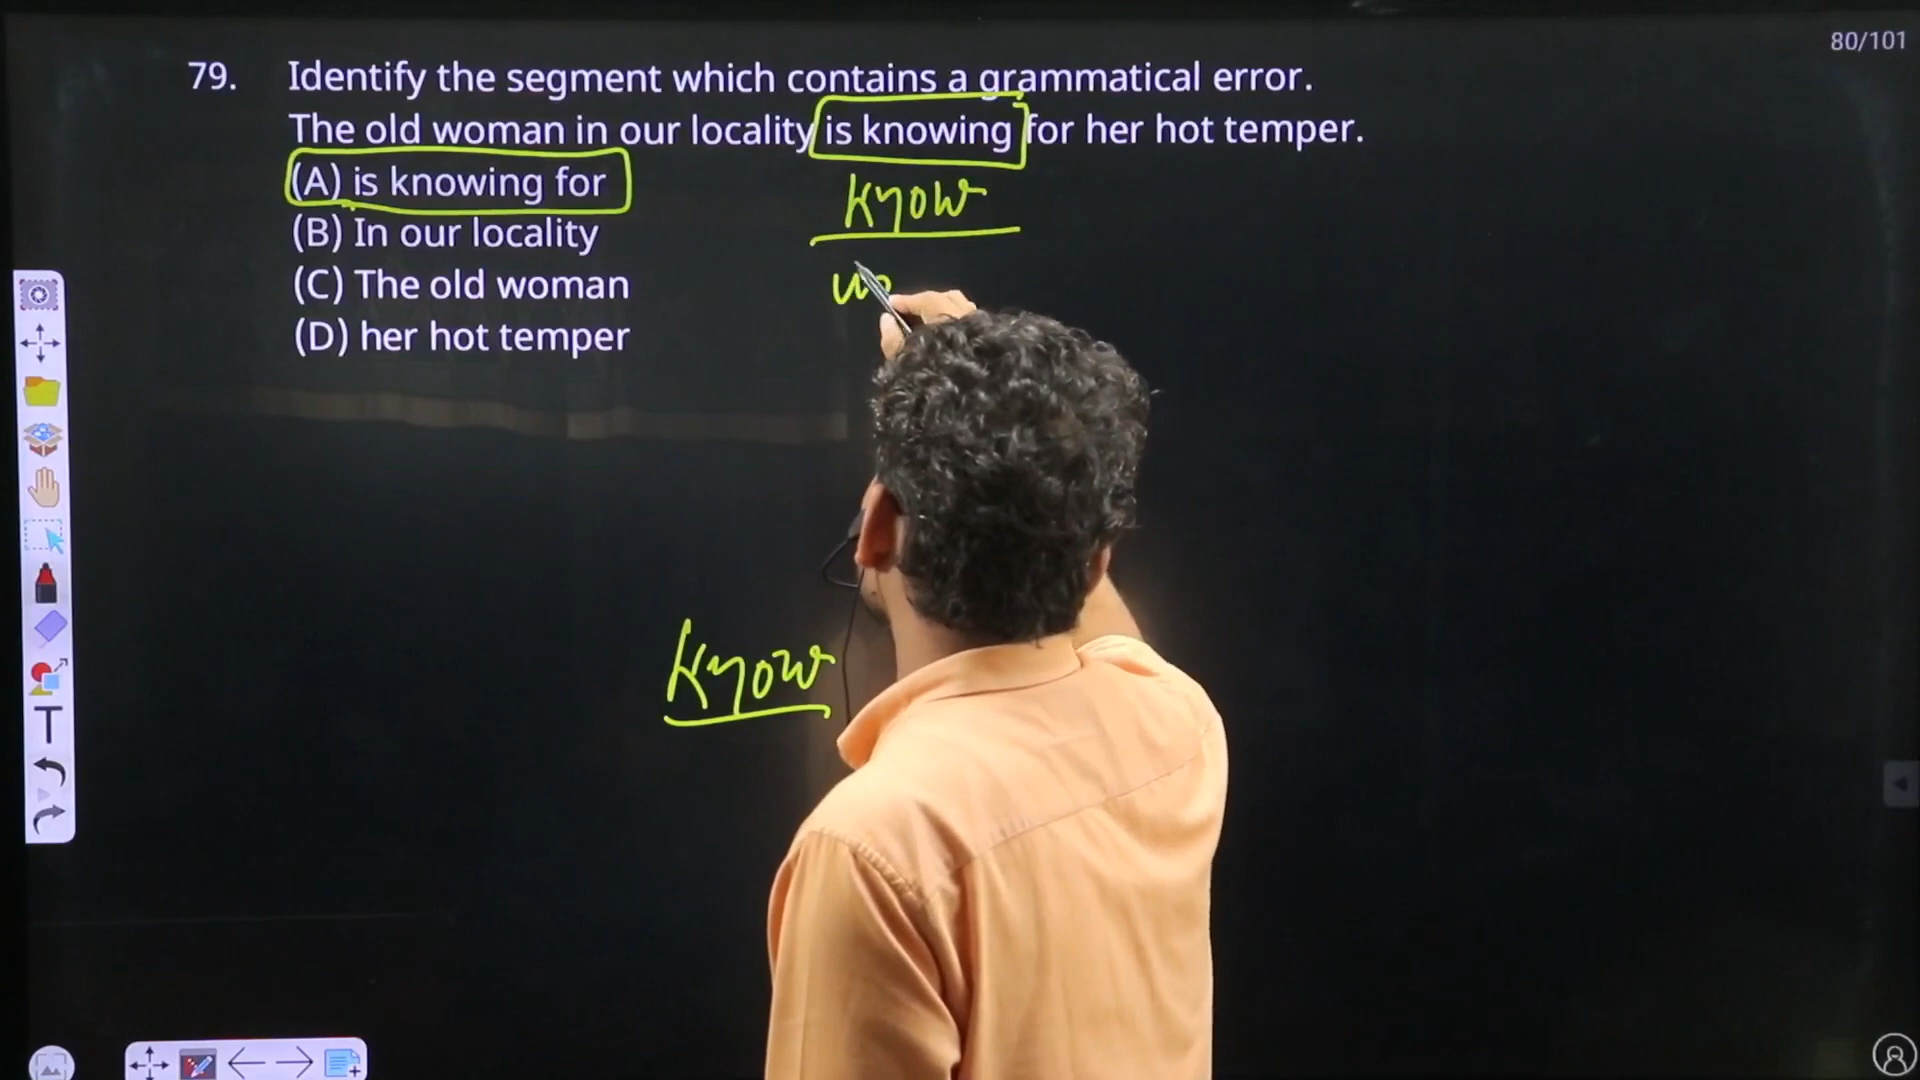 80/101
79. Identify the segment which contains a grammatical error.
The old woman in our locality is knowing for her hot temper.
(A) is knowing for
know
(B) In our locality
(C) The old woman
(D) her hot temper
know
T